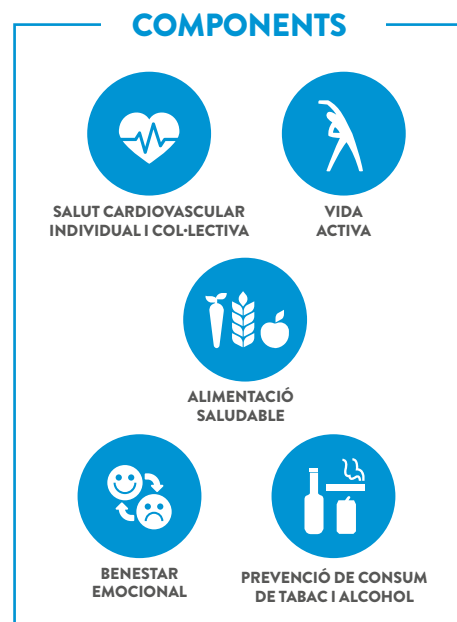 COMPONENTS
SALUT CARDIOVASCULAR
INDIVIDUAL I COL·LECTIVA
VIDA
ACTIVA
ALIMENTACIÓ
SALUDABLE
BENESTAR
EMOCIONAL
PREVENCIÓ DE CONSUM
DE TABAC I ALCOHOL